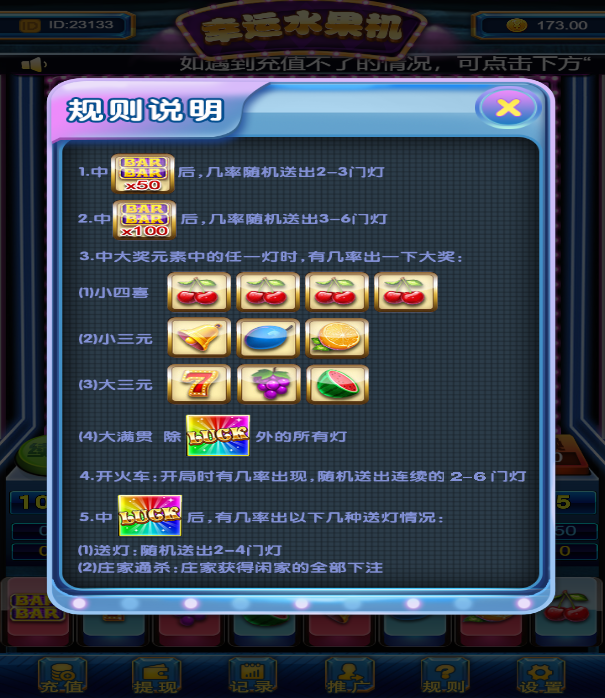 ID ID:23133
幸运水果机
173.00
如遇到充值不了的情况，可点击下方“
规则说明
1.中 BAR BAR x50 后,几率随机送出2-3门灯
2.中 BAR BAR x100 后,几率随机送出3-6门灯
3.中大奖元素中的任一灯时,有几率出一下大奖:
(1)小四喜
(2)小三元
(3)大三元 7
(4)大满贯 除 LUCK 外的所有灯
4.开火车:开局时有几率出现,随机送出连续的 2-6 门灯
5.中 LUCK 后,有几率出以下几种送灯情况:
(1)送灯:随机送出2-4门灯
(2)庄家通杀:庄家获得闲家的全部下注
BAR BAR
充值 提现 记录 推广 规则 设置